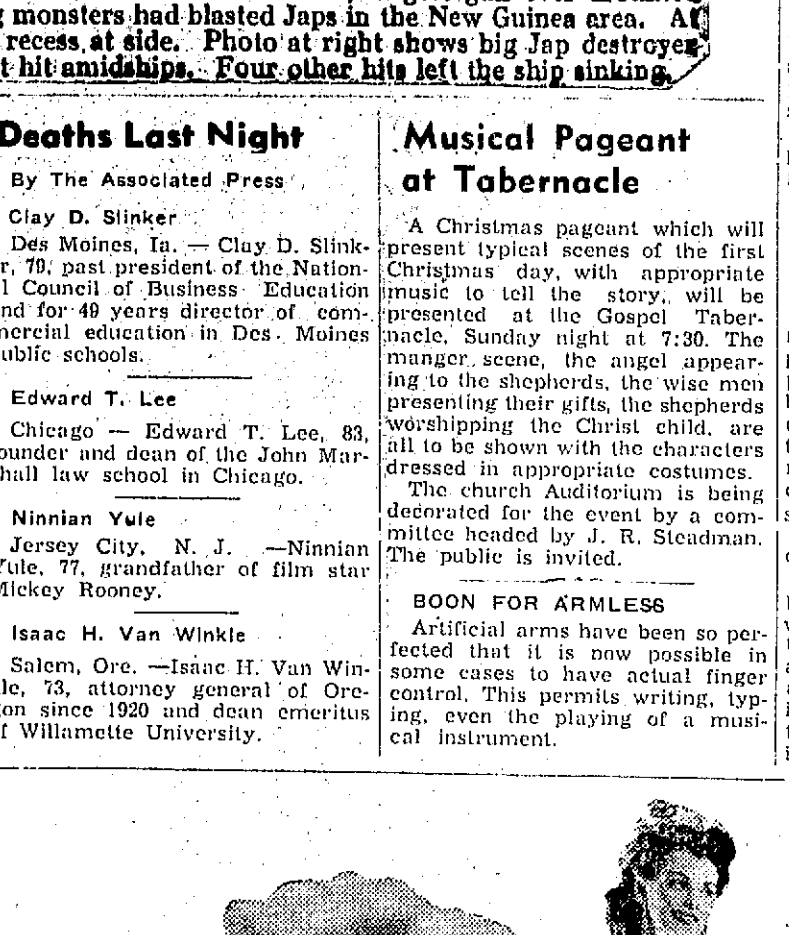 monsters had blasted Japs in the New Guinea area. At
recess at side. Photo at right shows big Jap destroyer
t hit amidships. Four other hits left the ship sinking.
Deaths Last Night
By The Associated Press
Clay D. Slinker
Des Moines, Ia. — Clay D. Slink-
r, 79, past president of the Nation-
l Council of Business Education
nd for 49 years director of com-
mercial education in Des Moines
ublic schools.
Edward T. Lee
Chicago — Edward T. Lee, 83,
ounder and dean of the John Mar-
hall law school in Chicago.
Ninnian Yule
Jersey City, N. J. —Ninnian
Yule, 77, grandfather of film star
Mickey Rooney.
Isaac H. Van Winkle
Salem, Ore. —Isaac H. Van Win-
le, 73, attorney general of Ore-
gon since 1920 and dean emeritus
f Willamette University.
Musical Pageant
at Tabernacle
A Christmas pageant which will
present typical scenes of the first
Christmas day, with appropriate
music to tell the story, will be
presented at the Gospel Taber-
nacle, Sunday night at 7:30. The
manger scene, the angel appear-
ing to the shepherds, the wise men
presenting their gifts, the shepherds
worshipping the Christ child, are
all to be shown with the characters
dressed in appropriate costumes.
The church Auditorium is being
decorated for the event by a com-
mittee headed by J. R. Steadman.
The public is invited.
BOON FOR ARMLESS
Artificial arms have been so per-
fected that it is now possible in
some cases to have actual finger
control. This permits writing, typ-
ing, even the playing of a musi-
cal instrument.